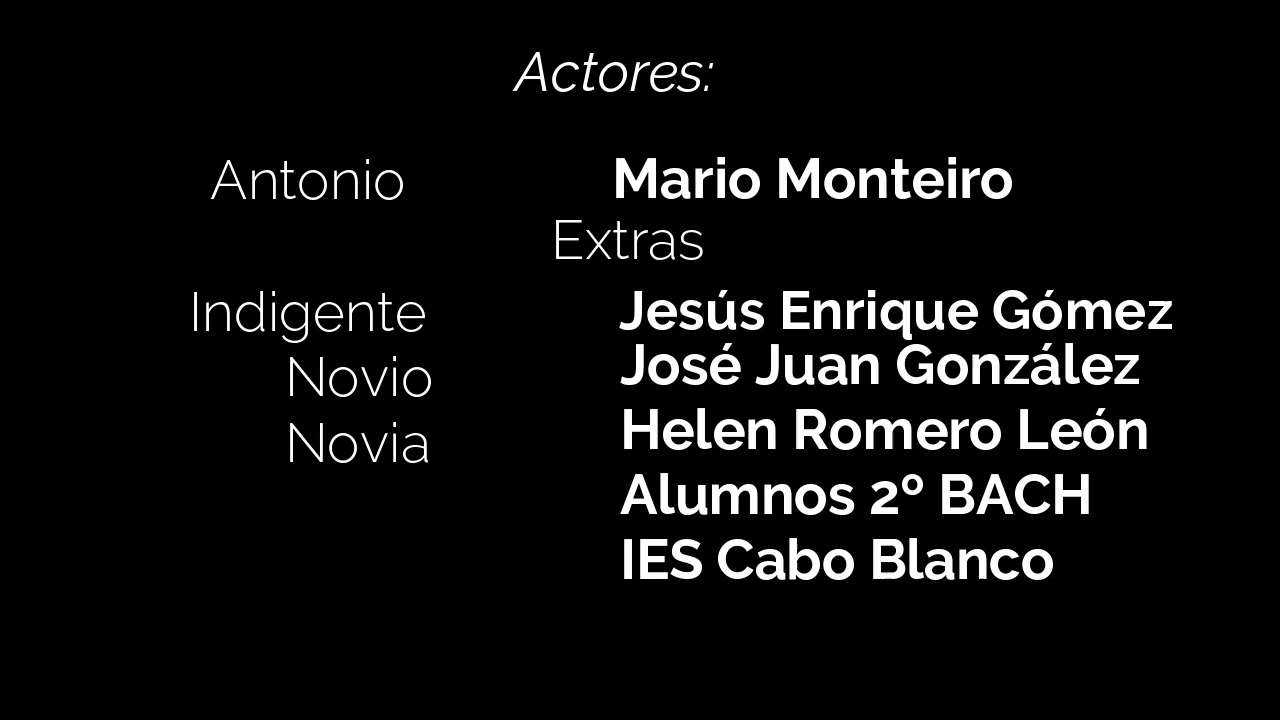 Actores:
Antonio Mario Monteiro
Extras
Indigente Jesús Enrique Gómez
Novio José Juan González
Novia Helen Romero León
Alumnos 2º BACH
IES Cabo Blanco